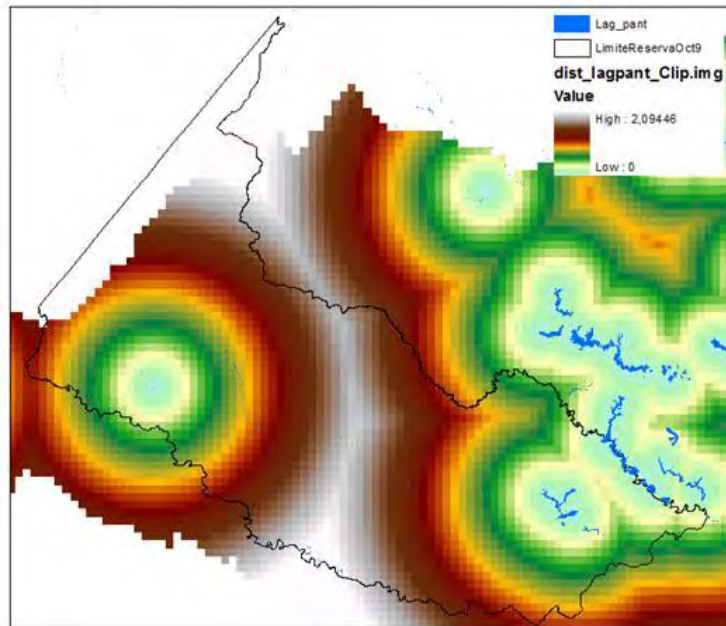 Lag_pant
LimiteReservaOct9
dist_lagpant_Clip.img
Value
High : 2,09446
Low : 0